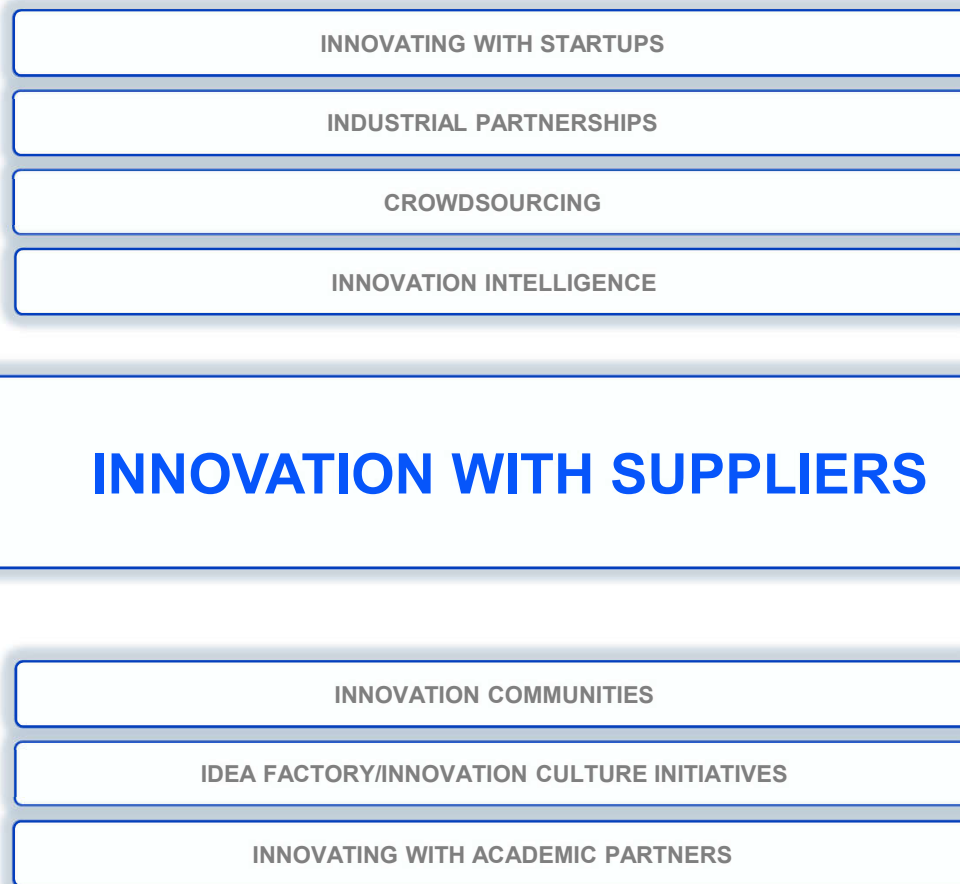 INNOVATING WITH STARTUPS
INDUSTRIAL PARTNERSHIPS
CROWDSOURCING
INNOVATION INTELLIGENCE
INNOVATION WITH SUPPLIERS
INNOVATION COMMUNITIES
IDEA FACTORY/INNOVATION CULTURE INITIATIVES
INNOVATING WITH ACADEMIC PARTNERS